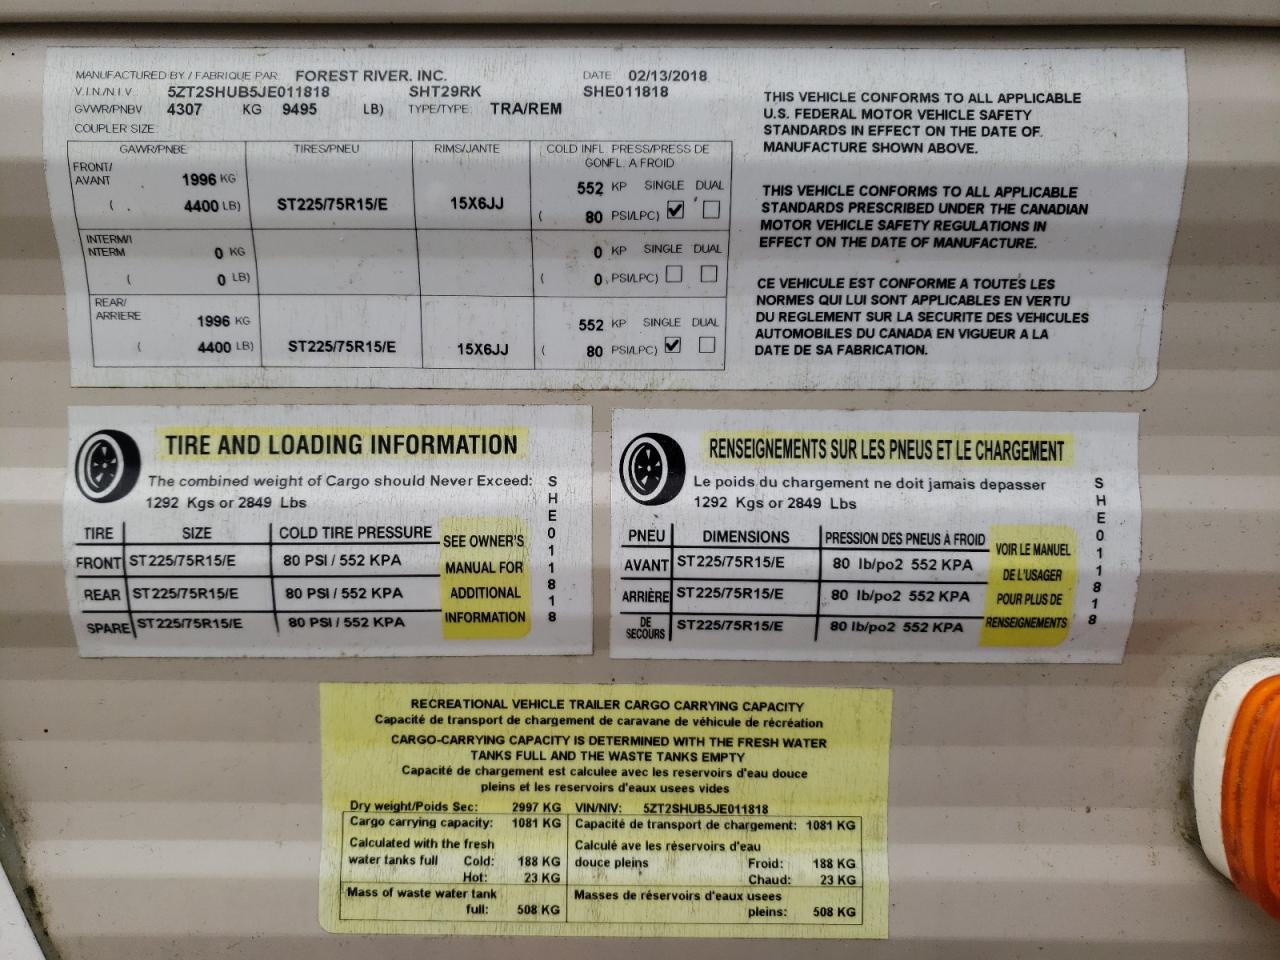 MANUFACTURED BY / FABRIQUE PAR: FOREST RIVER, INC. DATE 02/13/2018
V.I.N./N.I.V. 5ZT2SHUB5JE011818 SHT29RK SHE011818
GVWR/PNBV 4307 KG 9495 LB) TYPE/TYPE: TRA/REM
COUPLER SIZE:
GAWR/PNBE TIRES/PNEU RIMS/JANTE COLD INFL. PRESS/PRESS DE
GONFL. A FROID
FRONT/
AVANT 1996 KG 552 KP SINGLE DUAL
( 4400 LB) ST225/75R15/E 15X6JJ ( 80 PSI/LPC)
INTERM/I
NTERM 0 KG 0 KP SINGLE DUAL
( 0 LB) ( 0 PSI/LPC)
REAR/
ARRIERE 1996 KG 552 KP SINGLE DUAL
( 4400 LB) ST225/75R15/E 15X6JJ ( 80 PSI/LPC)
THIS VEHICLE CONFORMS TO ALL APPLICABLE
U.S. FEDERAL MOTOR VEHICLE SAFETY
STANDARDS IN EFFECT ON THE DATE OF
MANUFACTURE SHOWN ABOVE.
THIS VEHICLE CONFORMS TO ALL APPLICABLE
STANDARDS PRESCRIBED UNDER THE CANADIAN
MOTOR VEHICLE SAFETY REGULATIONS IN
EFFECT ON THE DATE OF MANUFACTURE.
CE VEHICULE EST CONFORME A TOUTES LES
NORMES QUI LUI SONT APPLICABLES EN VERTU
DU REGLEMENT SUR LA SECURITE DES VEHICULES
AUTOMOBILES DU CANADA EN VIGUEUR A LA
DATE DE SA FABRICATION.
TIRE AND LOADING INFORMATION
The combined weight of Cargo should Never Exceed:
1292 Kgs or 2849 Lbs
TIRE SIZE COLD TIRE PRESSURE
FRONT ST225/75R15/E 80 PSI / 552 KPA
REAR ST225/75R15/E 80 PSI / 552 KPA
SPARE ST225/75R15/E 80 PSI / 552 KPA
SEE OWNER'S
MANUAL FOR
ADDITIONAL
INFORMATION
SHE011818
RENSEIGNEMENTS SUR LES PNEUS ET LE CHARGEMENT
Le poids du chargement ne doit jamais depasser
1292 Kgs or 2849 Lbs
PNEU DIMENSIONS PRESSION DES PNEUS À FROID
AVANT ST225/75R15/E 80 lb/po2 552 KPA
ARRIÈRE ST225/75R15/E 80 lb/po2 552 KPA
DE
SECOURS ST225/75R15/E 80 lb/po2 552 KPA
VOIR LE MANUEL
DE L'USAGER
POUR PLUS DE
RENSEIGNEMENTS
SHE011818
RECREATIONAL VEHICLE TRAILER CARGO CARRYING CAPACITY
Capacité de transport de chargement de caravane de véhicule de récréation
CARGO-CARRYING CAPACITY IS DETERMINED WITH THE FRESH WATER
TANKS FULL AND THE WASTE TANKS EMPTY
Capacité de chargement est calculee avec les reservoirs d'eau douce
pleins et les reservoirs d'eaux usees vides
Dry weight/Poids Sec: 2997 KG VIN/NIV: 5ZT2SHUB5JE011818
Cargo carrying capacity: 1081 KG Capacité de transport de chargement: 1081 KG
Calculated with the fresh Calculé ave les réservoirs d'eau
water tanks full Cold: 188 KG douce pleins Froid: 188 KG
Hot: 23 KG Chaud: 23 KG
Mass of waste water tank Masses de réservoirs d'eaux usees
full: 508 KG pleins: 508 KG